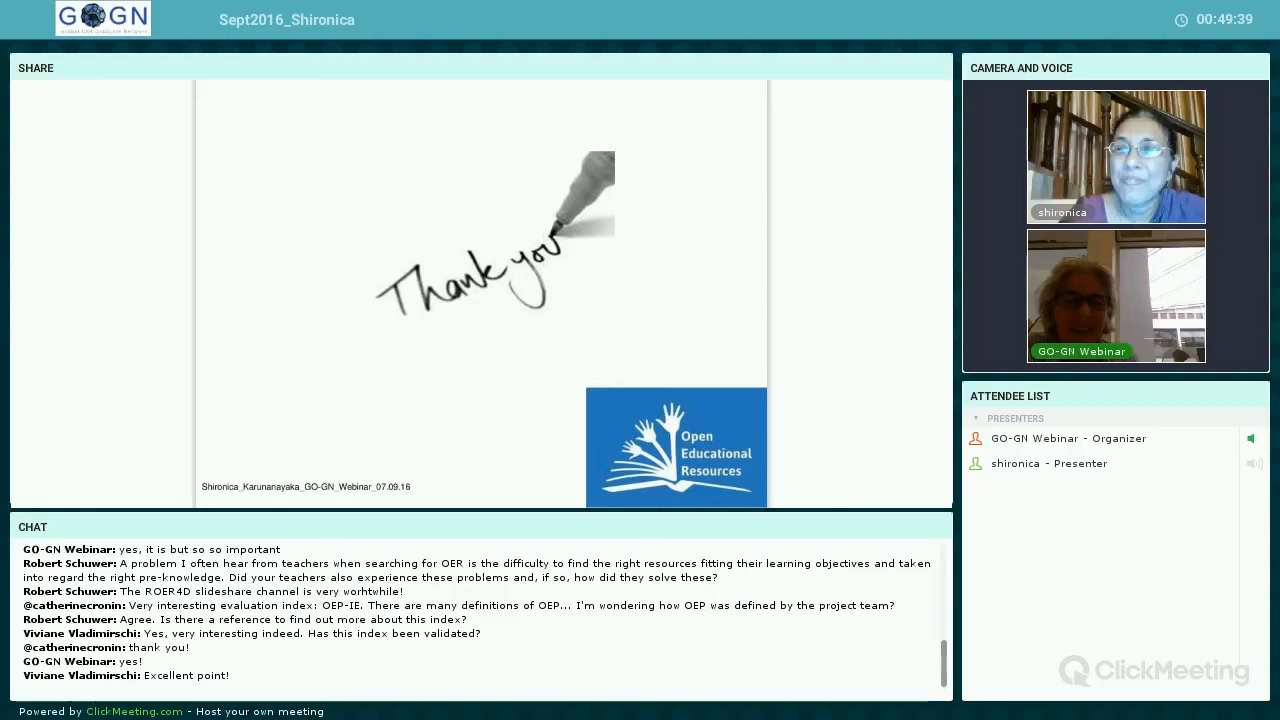 GO GN
Sept2016_Shironica
00:49:39
SHARE
Thank you
Open
Educational
Resources
Shironica_Karunanayaka_GO-GN_Webinar_07.09.16
CAMERA AND VOICE
shironica
GO-GN Webinar
ATTENDEE LIST
PRESENTERS
GO-GN Webinar - Organizer
shironica - Presenter
ClickMeeting
CHAT
GO-GN Webinar: yes, it is but so so important
Robert Schuwer: A problem I often hear from teachers when searching for OER is the difficulty to find the right resources fitting their learning objectives and taken
into regard the right pre-knowledge. Did your teachers also experience these problems and, if so, how did they solve these?
Robert Schuwer: The ROER4D slideshare channel is very worhtwhile!
@catherinecronin: Very interesting evaluation index: OEP-IE. There are many definitions of OEP... I'm wondering how OEP was defined by the project team?
Robert Schuwer: Agree. Is there a reference to find out more about this index?
Viviane Vladimirschi: Yes, very interesting indeed. Has this index been validated?
@catherinecronin: thank you!
GO-GN Webinar: yes!
Viviane Vladimirschi: Excellent point!
Powered by ClickMeeting.com - Host your own meeting